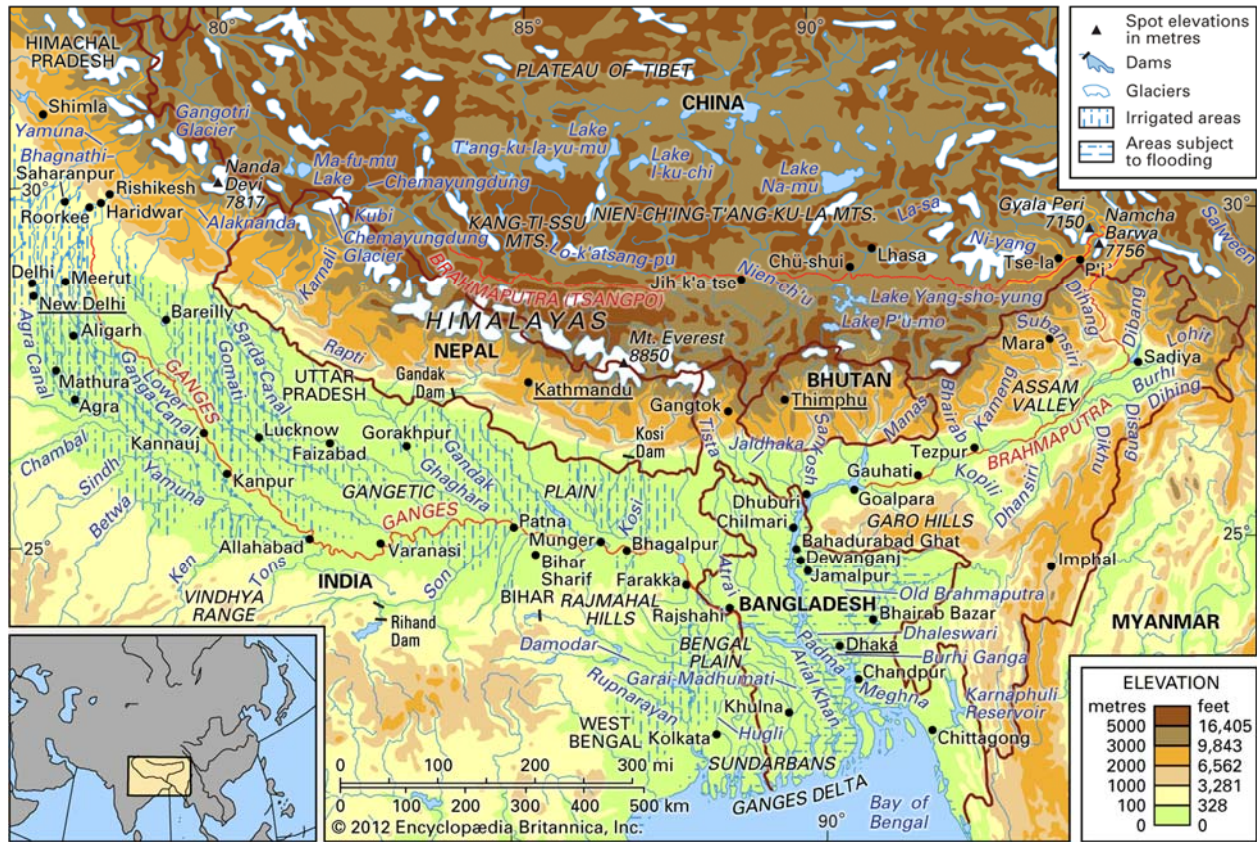 80°
85°
90°
HIMACHAL
PRADESH
PLATEAU OF TIBET
CHINA
Shimla
Yamuna
Gangotri
Glacier
Bhagnathi-
Saharanpur
Nanda
Devi
7817
Ma-fu-mu
Lake
Lake
T'ang-ku-la-yu-mu
Lake
I-ku-chi
Lake
Na-mu
Chemayungdung
30°
Rishikesh
Roorkee
Haridwar
Alaknanda
Kubi
Chemayungdung
Glacier
KANG-TI-SSU
MTS.
NIEN-CH'ING-T'ANG-KU-LA MTS.
La-sa
Gyala Peri
7150
Namcha
Barwa
7756
30°
Salween
Ni-yang
Lo-k'atsang-pu
Chü-shui
Lhasa
Tse-la
P'i'
Karnali
Delhi
Meerut
New Delhi
BRAHMAPUTRA (TSANGPO)
Jih k'a-tse
Nien-ch'u
Lake Yang-sho-yung
Lake P'u-mo
Dihang
Dibang
HIMALAYAS
Agra Canal
Aligarh
Bareilly
Sarda Canal
Gomati
Lower
Ganga Canal
GANGES
Rapti
NEPAL
Mt. Everest
8850
Subansiri
Mara
Lohit
Sadiya
Mathura
Agra
UTTAR
PRADESH
Gandak
Dam
Kathmandu
BHUTAN
Thimphu
Gangtok
Manas
Bhairab
Kameng
ASSAM
VALLEY
Burhi
Dihing
Kannauj
Lucknow
Faizabad
Gorakhpur
Kosi
Dam
Tista
Jaldhaka
Sankosh
BRAHMAPUTRA
Disang
Dikhu
Chambal
Sindh
Yamuna
Betwa
Kanpur
Gandak
Ghaghara
Tezpur
Gauhati
Kopili
Dhansiri
Goalpara
GANGETIC
PLAIN
Kosi
Dhuburi
Chilmari
GARO HILLS
GANGES
Patna
Munger
Bhagalpur
Bahadurabad Ghat
25°
Allahabad
Varanasi
Bihar
Sharif
Dewanganj
Jamalpur
Imphal
25°
Ken
Tons
INDIA
Son
Farakka
Atrai
VINDHYA
RANGE
BIHAR
RAJMAHAL
HILLS
Rajshahi
BANGLADESH
Old Brahmaputra
Bhairab Bazar
MYANMAR
Rihand
Dam
Dhaleswari
Damodar
BENGAL
PLAIN
Padma
Arial Khan
Dhaka
Burhi Ganga
Garai-Madhumati
Chandpur
Meghna
Rupnarayan
Khulna
Karnaphuli
Reservoir
WEST
BENGAL
Kolkata
Hugli
Chittagong
SUNDARBANS
GANGES DELTA
Bay of
Bengal
90°
0 100 200 300 mi
0 100 200 300 400 500 km
© 2012 Encyclopædia Britannica, Inc.
Spot elevations
in metres
Dams
Glaciers
Irrigated areas
Areas subject
to flooding
ELEVATION
metres feet
5000 16,405
3000 9,843
2000 6,562
1000 3,281
100 328
0 0